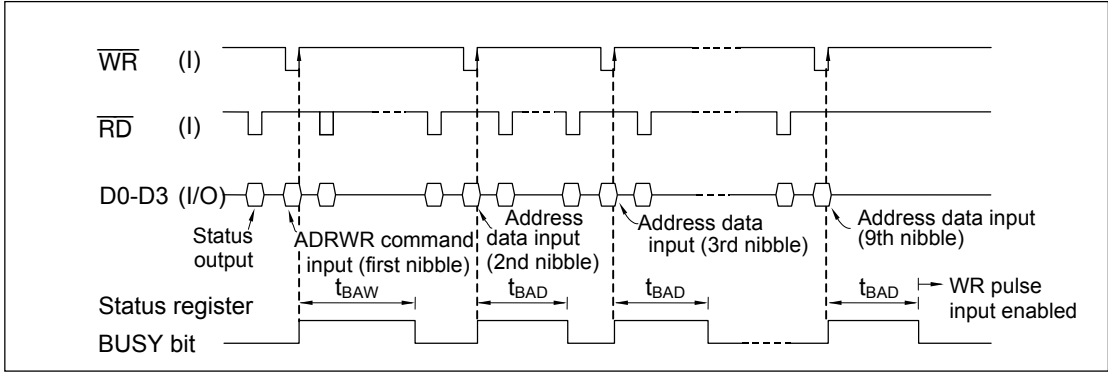 WR (I)
RD (I)
D0-D3 (I/O)
Status
output
ADRWR command
input (first nibble)
Address
data input
(2nd nibble)
Address data
input (3rd nibble)
Address data input
(9th nibble)
tBAW
tBAD
tBAD
tBAD
WR pulse
input enabled
Status register
BUSY bit